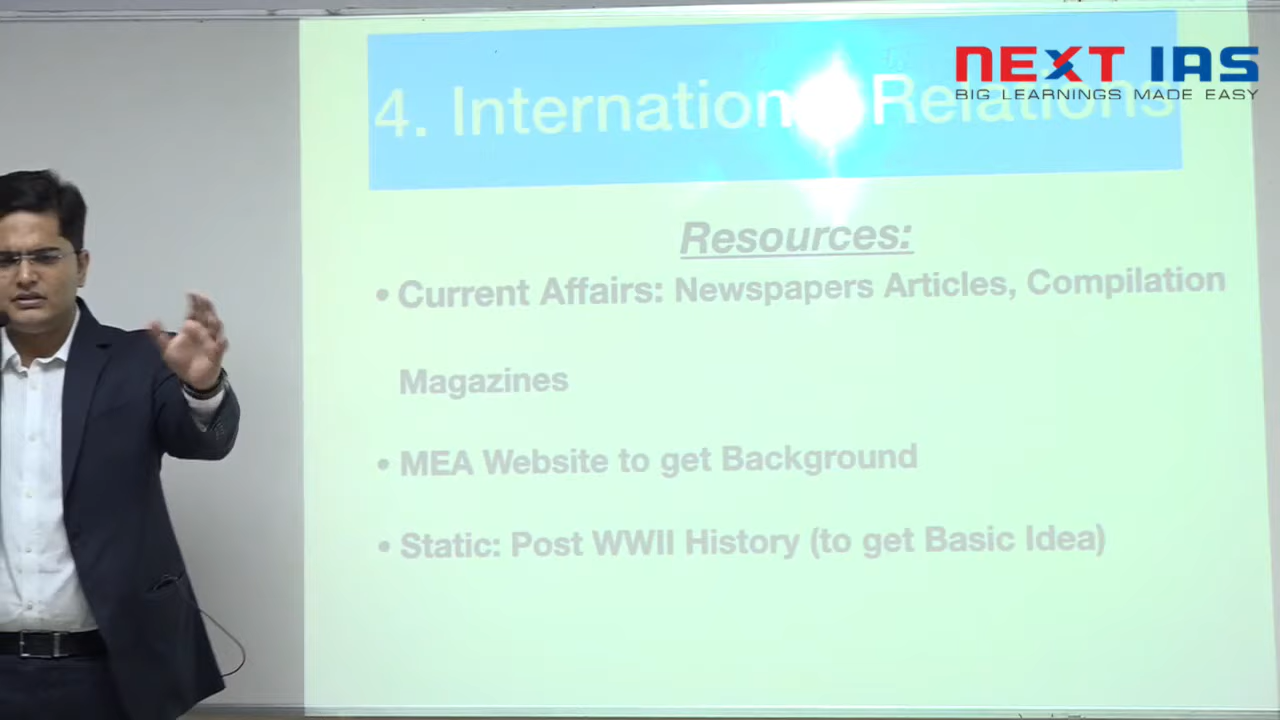 NEXT IAS
BIG LEARNINGS MADE EASY
4. International Relations
Resources:
• Current Affairs: Newspapers Articles, Compilation
Magazines
• MEA Website to get Background
• Static: Post WWII History (to get Basic Idea)